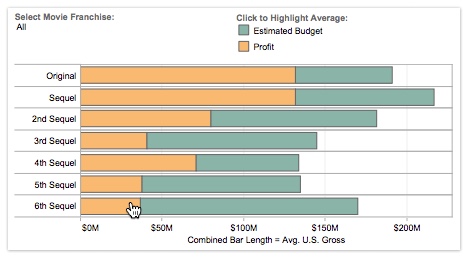 Select Movie Franchise:
All
Click to Highlight Average:
Estimated Budget
Profit
Original
Sequel
2nd Sequel
3rd Sequel
4th Sequel
5th Sequel
6th Sequel
$0M $50M $100M $150M $200M
Combined Bar Length = Avg. U.S. Gross